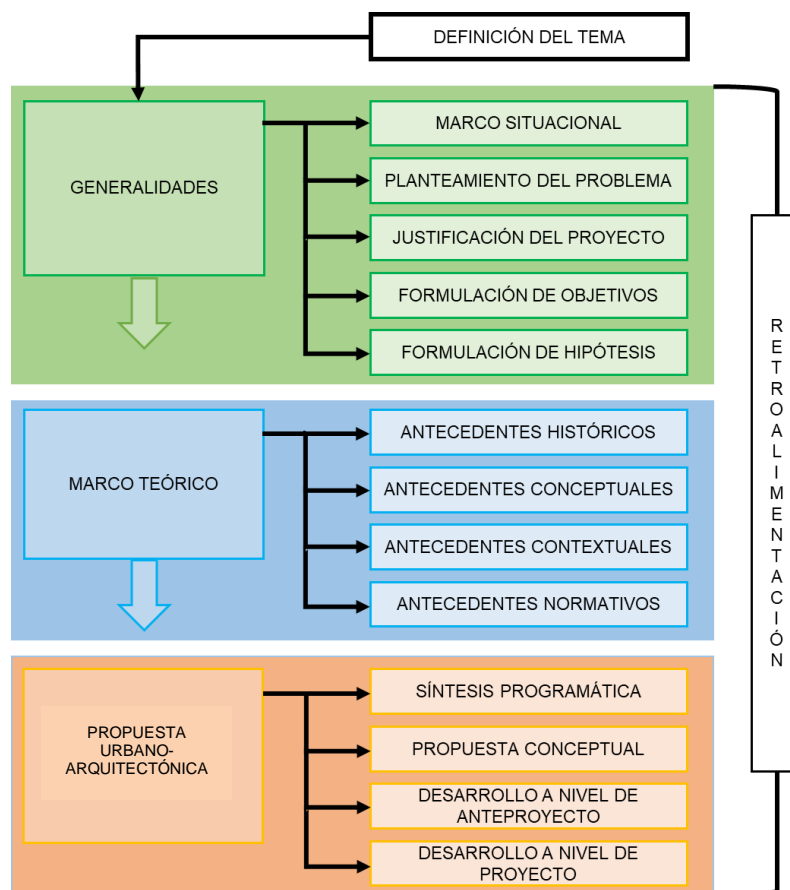 DEFINICIÓN DEL TEMA
GENERALIDADES
MARCO SITUACIONAL
PLANTEAMIENTO DEL PROBLEMA
JUSTIFICACIÓN DEL PROYECTO
FORMULACIÓN DE OBJETIVOS
FORMULACIÓN DE HIPÓTESIS
MARCO TEÓRICO
ANTECEDENTES HISTÓRICOS
ANTECEDENTES CONCEPTUALES
ANTECEDENTES CONTEXTUALES
ANTECEDENTES NORMATIVOS
PROPUESTA
URBANO-
ARQUITECTÓNICA
SÍNTESIS PROGRAMÁTICA
PROPUESTA CONCEPTUAL
DESARROLLO A NIVEL DE
ANTEPROYECTO
DESARROLLO A NIVEL DE
PROYECTO
RETROALIMENTACIÓN